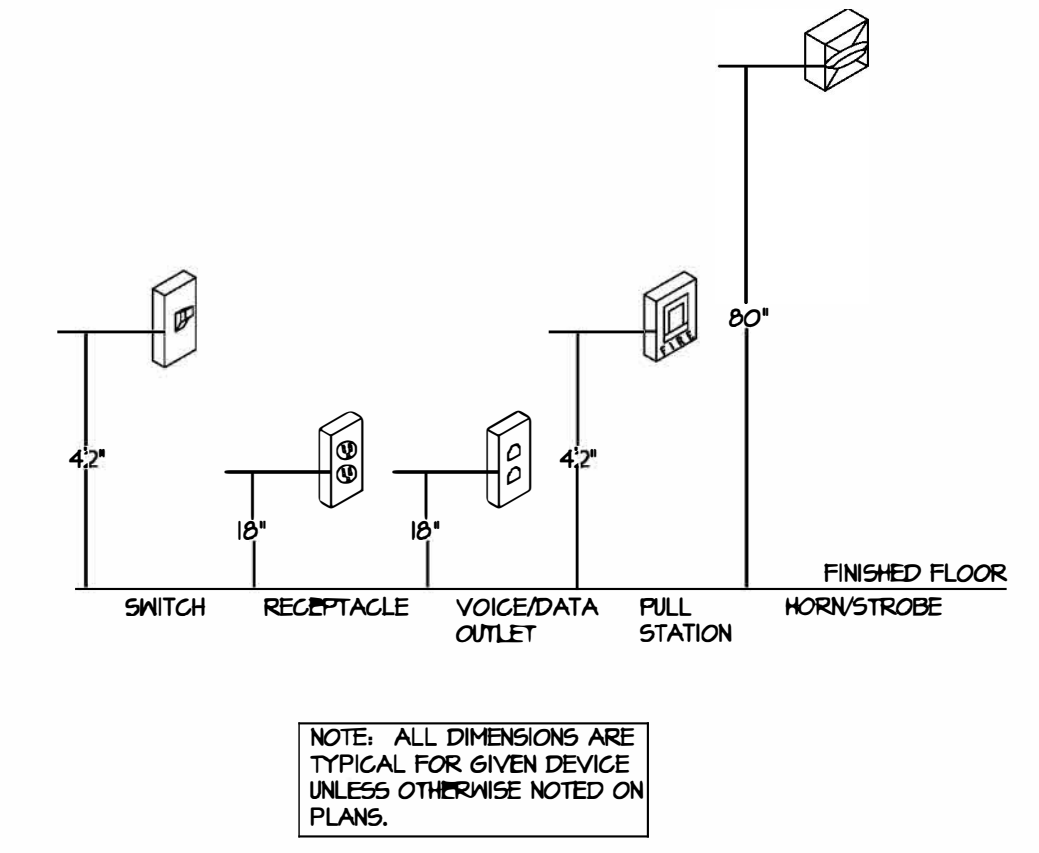 80"
FIRE
42"
42"
18"
18"
FINISHED FLOOR
SWITCH
RECEPTACLE
VOICE/DATA
OUTLET
PULL
STATION
HORN/STROBE
NOTE: ALL DIMENSIONS ARE
TYPICAL FOR GIVEN DEVICE
UNLESS OTHERWISE NOTED ON
PLANS.